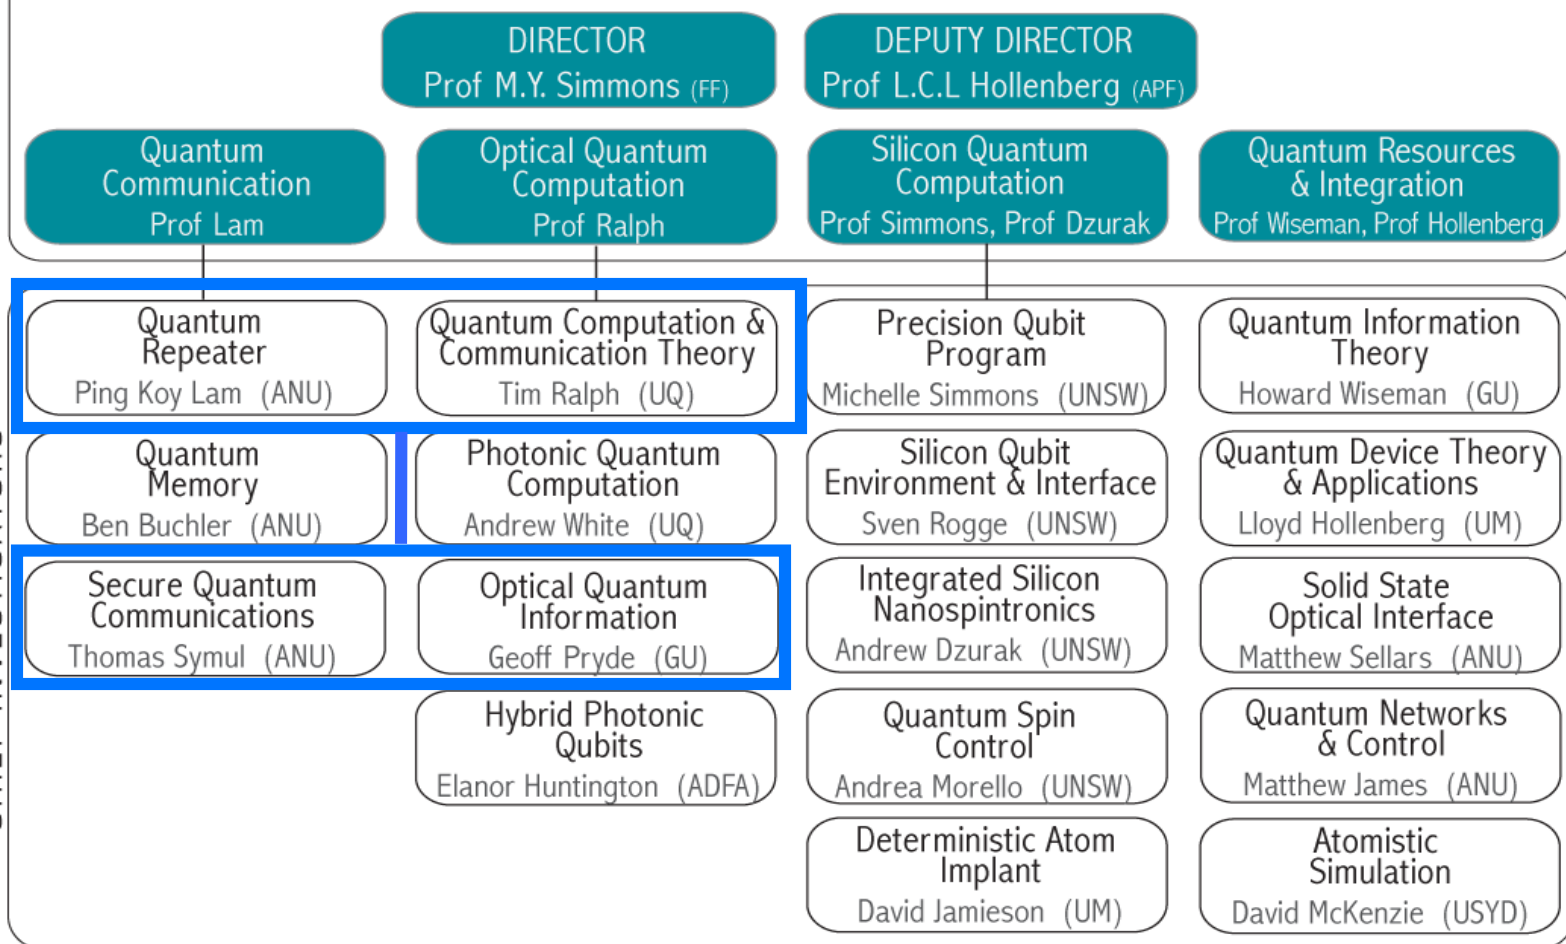 DIRECTOR
Prof M.Y. Simmons (FF)
DEPUTY DIRECTOR
Prof L.C.L Hollenberg (APF)
Quantum
Communication
Prof Lam
Optical Quantum
Computation
Prof Ralph
Silicon Quantum
Computation
Prof Simmons, Prof Dzurak
Quantum Resources
& Integration
Prof Wiseman, Prof Hollenberg
Quantum
Repeater
Ping Koy Lam (ANU)
Quantum Computation &
Communication Theory
Tim Ralph (UQ)
Precision Qubit
Program
Michelle Simmons (UNSW)
Quantum Information
Theory
Howard Wiseman (GU)
Quantum
Memory
Ben Buchler (ANU)
Photonic Quantum
Computation
Andrew White (UQ)
Silicon Qubit
Environment & Interface
Sven Rogge (UNSW)
Quantum Device Theory
& Applications
Lloyd Hollenberg (UM)
Secure Quantum
Communications
Thomas Symul (ANU)
Optical Quantum
Information
Geoff Pryde (GU)
Integrated Silicon
Nanospintronics
Andrew Dzurak (UNSW)
Solid State
Optical Interface
Matthew Sellars (ANU)
Hybrid Photonic
Qubits
Elanor Huntington (ADFA)
Quantum Spin
Control
Andrea Morello (UNSW)
Quantum Networks
& Control
Matthew James (ANU)
Deterministic Atom
Implant
David Jamieson (UM)
Atomistic
Simulation
David McKenzie (USYD)